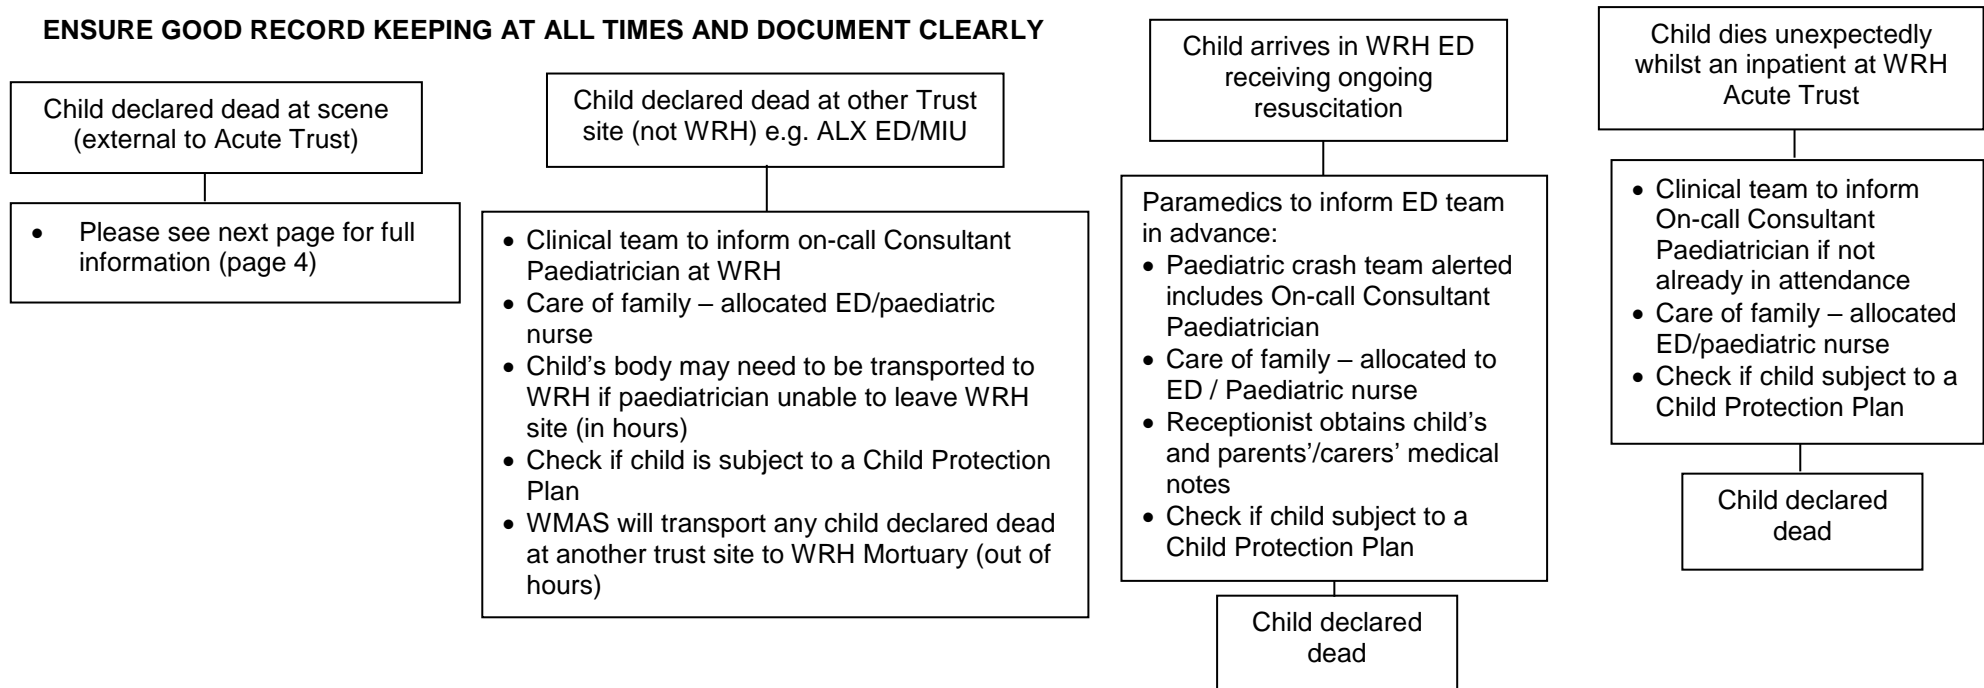 ENSURE GOOD RECORD KEEPING AT ALL TIMES AND DOCUMENT CLEARLY
Child declared dead at scene
(external to Acute Trust)
• Please see next page for full
information (page 4)
Child declared dead at other Trust
site (not WRH) e.g. ALX ED/MIU
• Clinical team to inform on-call Consultant
Paediatrician at WRH
• Care of family – allocated ED/paediatric
nurse
• Child’s body may need to be transported to
WRH if paediatrician unable to leave WRH
site (in hours)
• Check if child is subject to a Child Protection
Plan
• WMAS will transport any child declared dead
at another trust site to WRH Mortuary (out of
hours)
Child arrives in WRH ED
receiving ongoing
resuscitation
Paramedics to inform ED team
in advance:
• Paediatric crash team alerted
includes On-call Consultant
Paediatrician
• Care of family – allocated to
ED / Paediatric nurse
• Receptionist obtains child’s
and parents’/carers’ medical
notes
• Check if child subject to a
Child Protection Plan
Child declared
dead
Child dies unexpectedly
whilst an inpatient at WRH
Acute Trust
• Clinical team to inform
On-call Consultant
Paediatrician if not
already in attendance
• Care of family – allocated
ED/paediatric nurse
• Check if child subject to a
Child Protection Plan
Child declared
dead